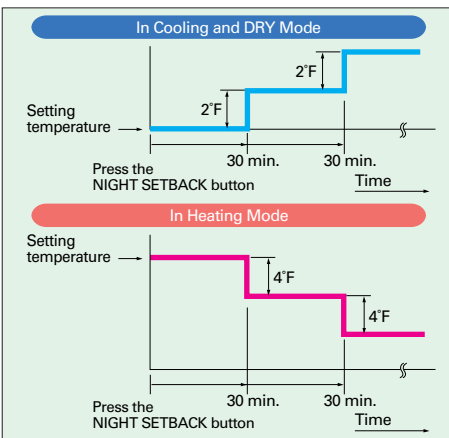 In Cooling and DRY Mode
2°F
2°F
Setting
temperature
30 min.
30 min.
Press the
NIGHT SETBACK button
Time
In Heating Mode
Setting
temperature
4°F
4°F
30 min.
30 min.
Press the
NIGHT SETBACK button
Time